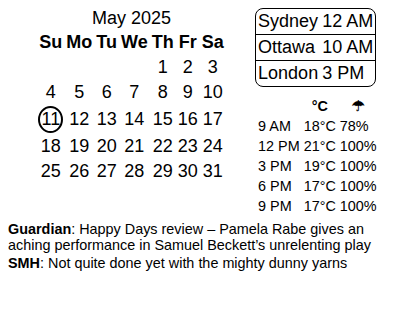 May 2025
Su Mo Tu We Th Fr Sa
1 2 3
4 5 6 7 8 9 10
11 12 13 14 15 16 17
18 19 20 21 22 23 24
25 26 27 28 29 30 31
Sydney 12 AM
Ottawa 10 AM
London 3 PM
°C ☂
9 AM 18°C 78%
12 PM 21°C 100%
3 PM 19°C 100%
6 PM 17°C 100%
9 PM 17°C 100%
Guardian: Happy Days review – Pamela Rabe gives an
aching performance in Samuel Beckett’s unrelenting play
SMH: Not quite done yet with the mighty dunny yarns